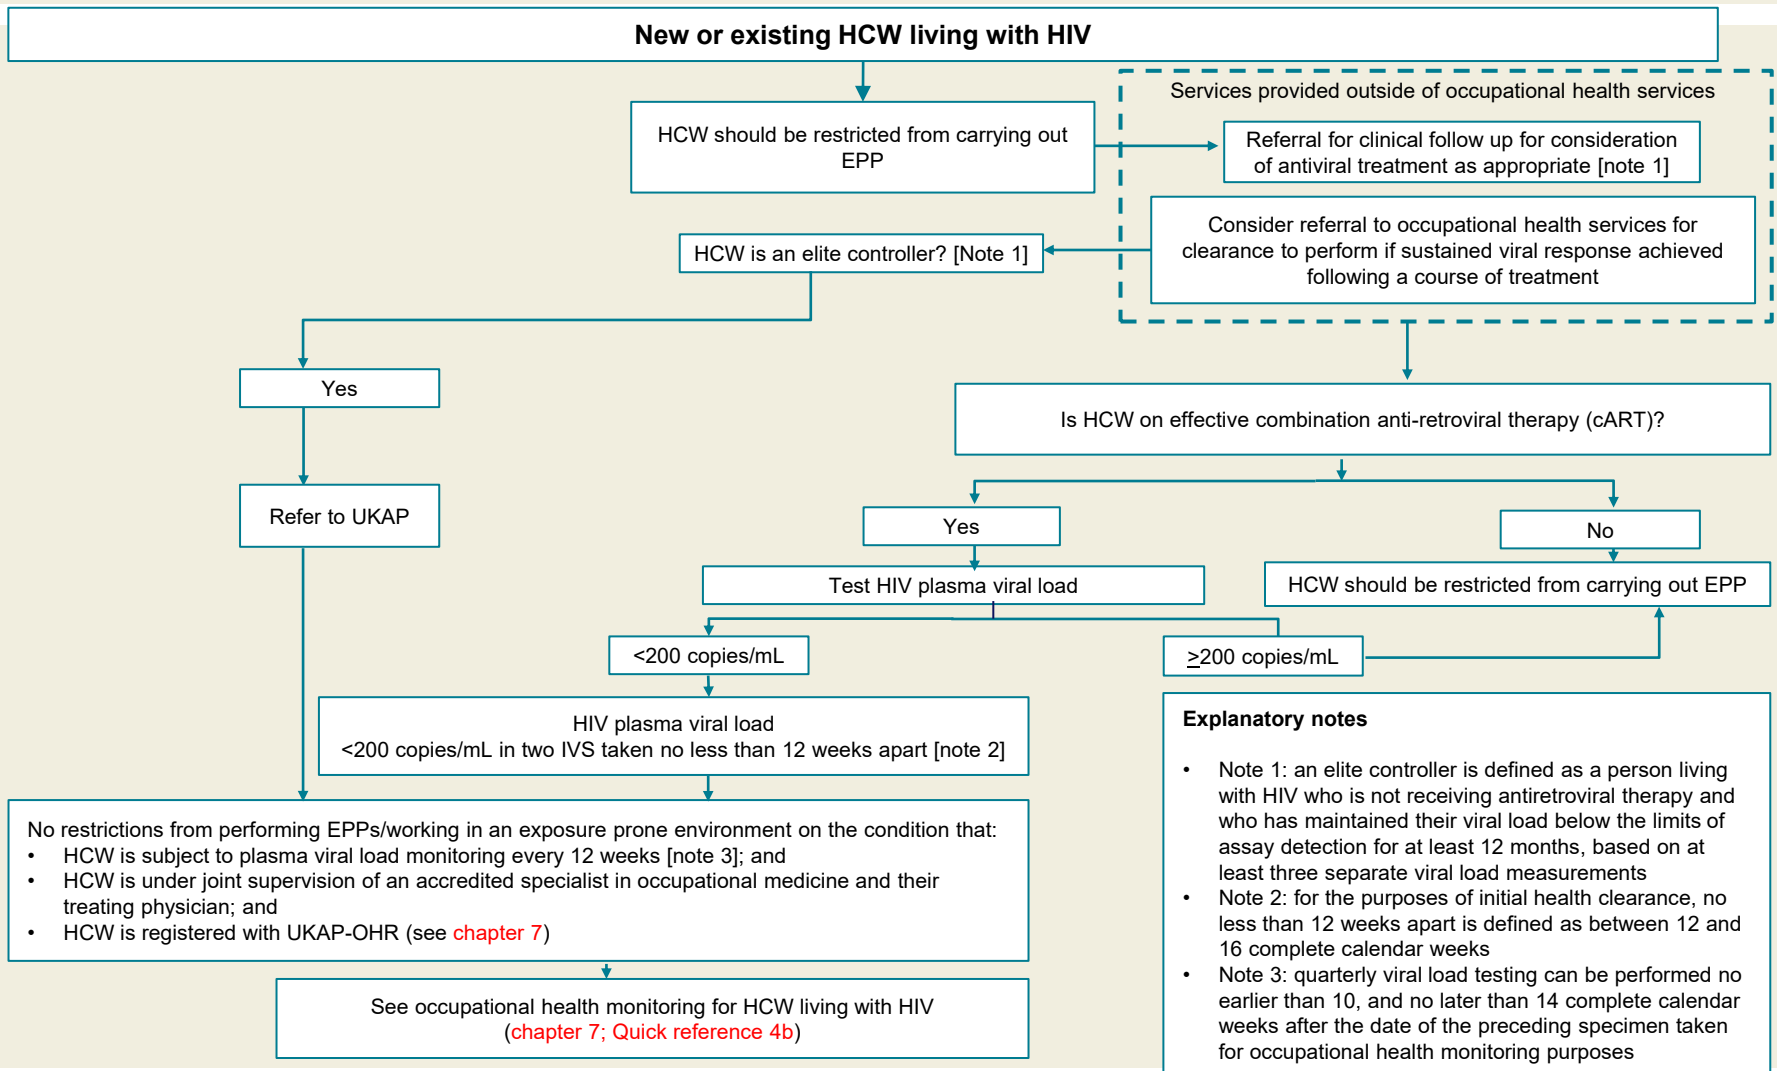 New or existing HCW living with HIV
Services provided outside of occupational health services
HCW should be restricted from carrying out
EPP
Referral for clinical follow up for consideration
of antiviral treatment as appropriate [note 1]
Consider referral to occupational health services for
clearance to perform if sustained viral response achieved
following a course of treatment
HCW is an elite controller? [Note 1]
Yes
Is HCW on effective combination anti-retroviral therapy (cART)?
Refer to UKAP
Yes
No
Test HIV plasma viral load
HCW should be restricted from carrying out EPP
<200 copies/mL
≥200 copies/mL
HIV plasma viral load
<200 copies/mL in two IVS taken no less than 12 weeks apart [note 2]
No restrictions from performing EPPs/working in an exposure prone environment on the condition that:
• HCW is subject to plasma viral load monitoring every 12 weeks [note 3]; and
• HCW is under joint supervision of an accredited specialist in occupational medicine and their
treating physician; and
• HCW is registered with UKAP-OHR (see chapter 7)
See occupational health monitoring for HCW living with HIV
(chapter 7; Quick reference 4b)
Explanatory notes
• Note 1: an elite controller is defined as a person living
with HIV who is not receiving antiretroviral therapy and
who has maintained their viral load below the limits of
assay detection for at least 12 months, based on at
least three separate viral load measurements
• Note 2: for the purposes of initial health clearance, no
less than 12 weeks apart is defined as between 12 and
16 complete calendar weeks
• Note 3: quarterly viral load testing can be performed no
earlier than 10, and no later than 14 complete calendar
weeks after the date of the preceding specimen taken
for occupational health monitoring purposes